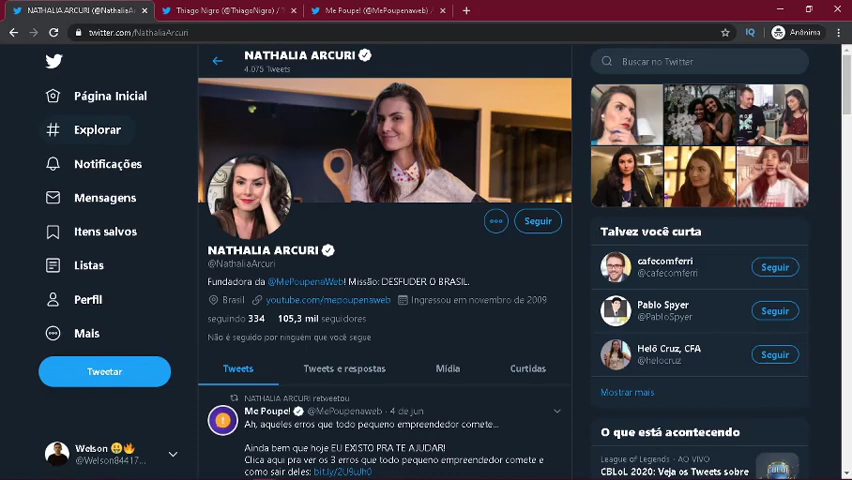 NATHALIA ARCURI (@Nathalia
Thiago Nigro (@ThiagoNigro) / T
Me Poupe! (@MePoupenaweb) /
twitter.com/NathaliaArcuri
IQ
Anônima
NATHALIA ARCURI
4.075 Tweets
Buscar no Twitter
Página Inicial
Explorar
Notificações
Mensagens
Itens salvos
Listas
Perfil
Mais
Tweetar
Welson
@Welson84417...
Seguir
NATHALIA ARCURI
@NathaliaArcuri
Fundadora da @MePoupenaWeb! Missão: DESFUDER O BRASIL.
Brasil youtube.com/mepoupenaweb Ingressou em novembro de 2009
seguindo 334 105,3 mil seguidores
Não é seguido por ninguém que você segue
Tweets Tweets e respostas Mídia Curtidas
NATHALIA ARCURI retweetou
Me Poupe! @MePoupenaweb · 4 de jun
Ah, aqueles erros que todo pequeno empreendedor comete...
Ainda bem que hoje EU EXISTO PRA TE AJUDAR!
Clica aqui pra ver os 3 erros que todo pequeno empreendedor comete e
como sair deles: bit.ly/2U9wJh0
Talvez você curta
cafecomferri
@cafecomferri
Seguir
Pablo Spyer
@PabloSpyer
Seguir
Helô Cruz, CFA
@helocruz
Seguir
Mostrar mais
O que está acontecendo
League of Legends · AO VIVO
CBLoL 2020: Veja os Tweets sobre